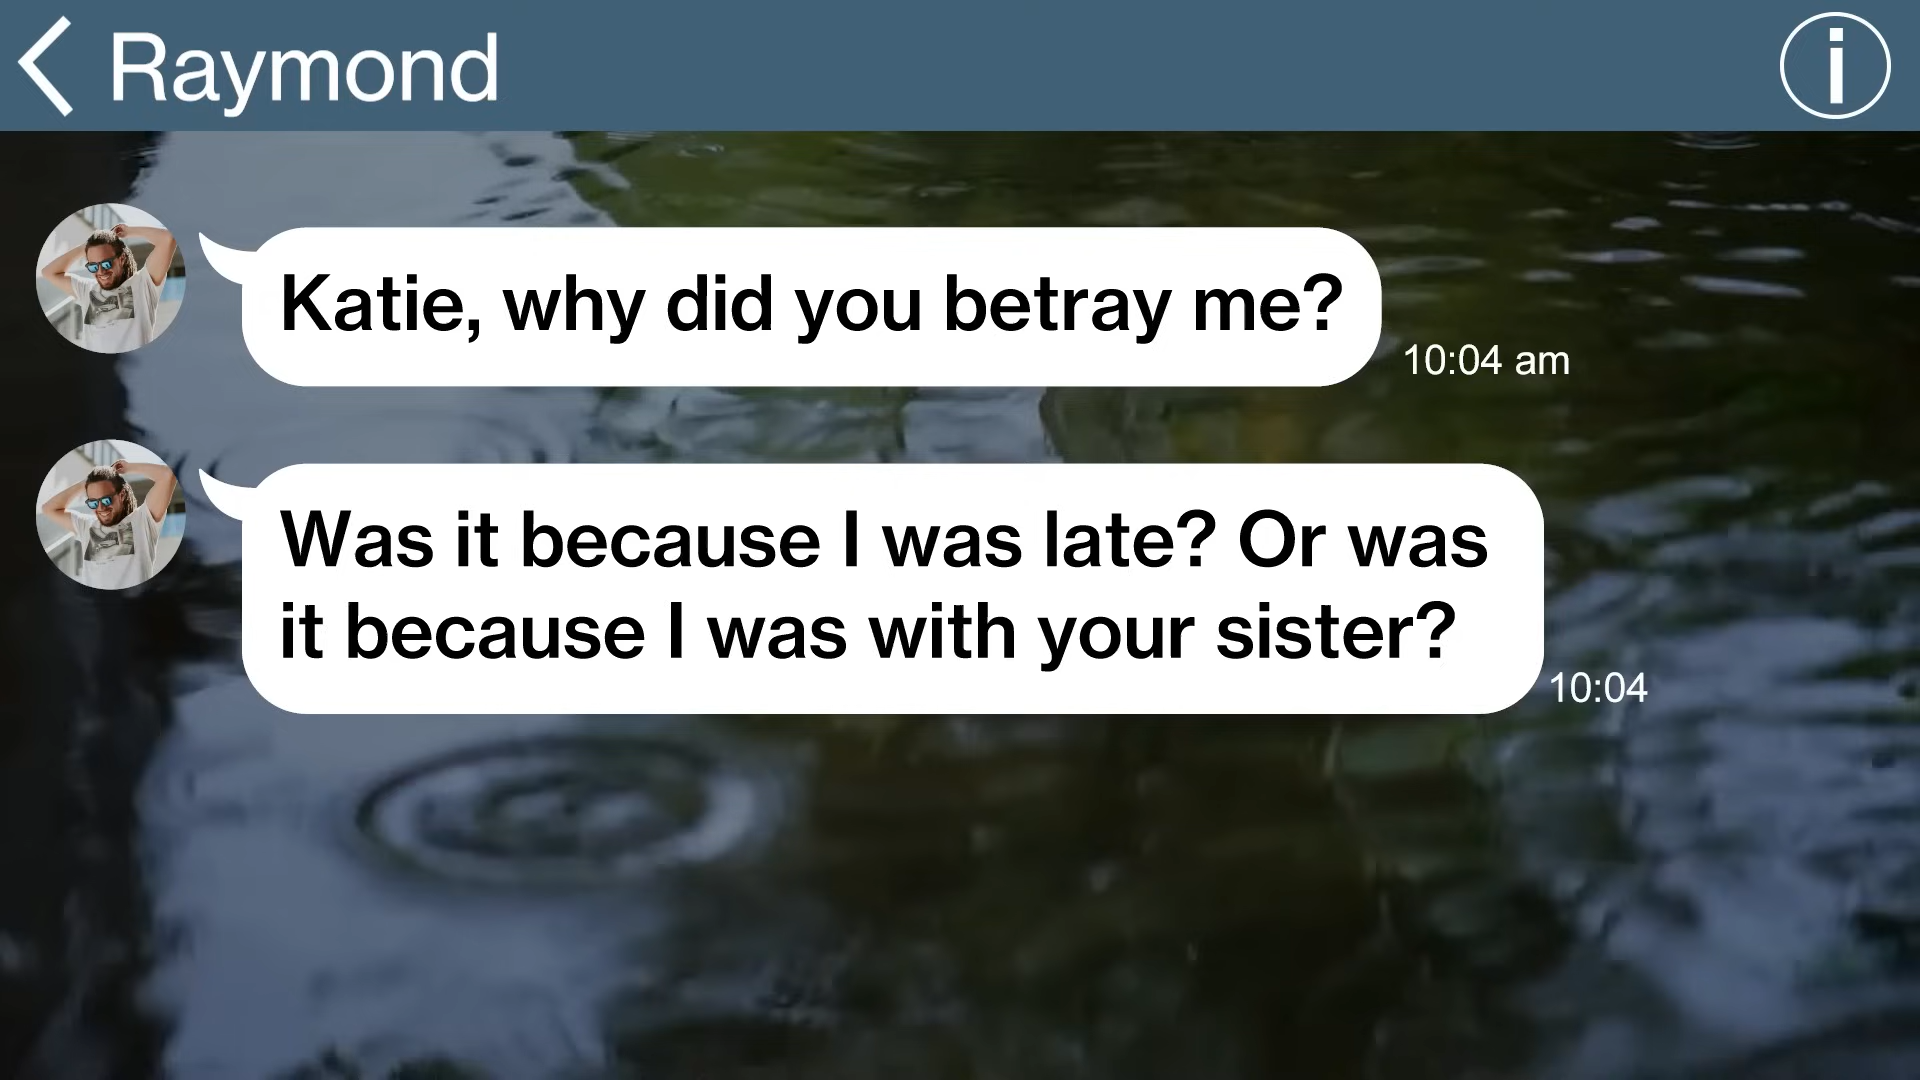 Raymond
Katie, why did you betray me?
10:04 am
Was it because I was late? Or was
it because I was with your sister?
10:04